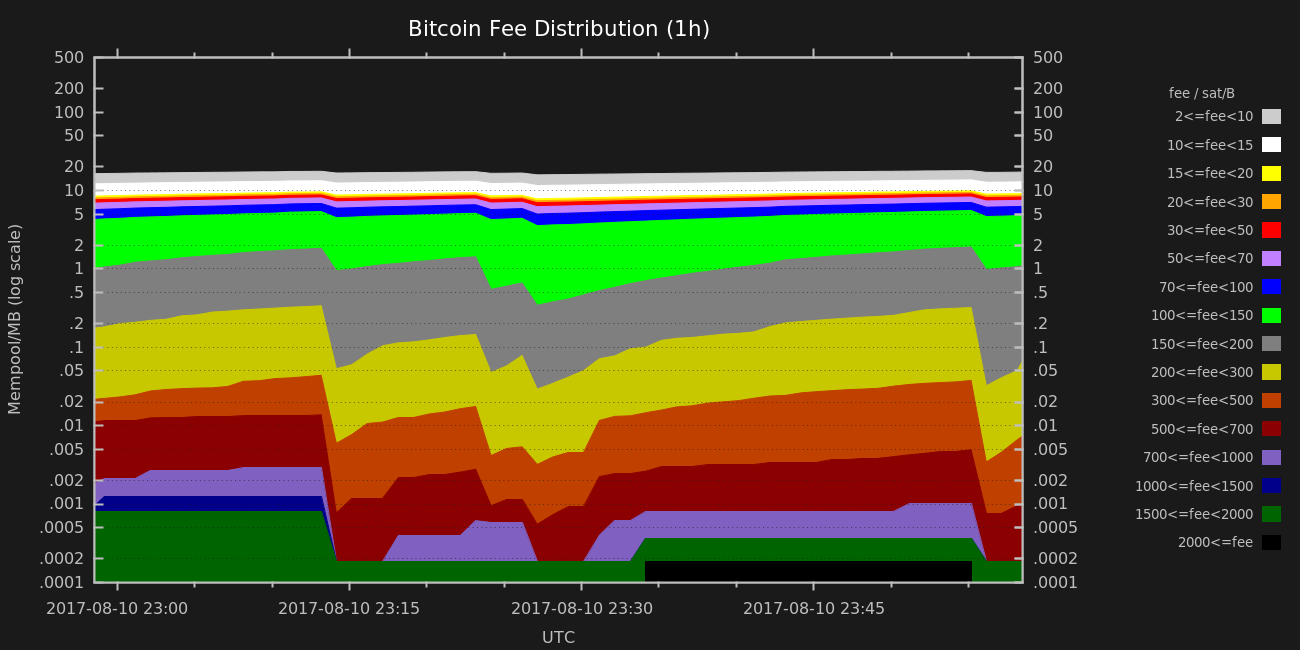 Bitcoin Fee Distribution (1h)
500
200
100
50
20
10
5
2
1
.5
.2
.1
.05
.02
.01
.005
.002
.001
.0005
.0002
.0001
Mempool/MB (log scale)
500
200
100
50
20
10
5
2
1
.5
.2
.1
.05
.02
.01
.005
.002
.001
.0005
.0002
.0001
2017-08-10 23:00 2017-08-10 23:15 2017-08-10 23:30 2017-08-10 23:45
UTC
fee / sat/B
2<=fee<10
10<=fee<15
15<=fee<20
20<=fee<30
30<=fee<50
50<=fee<70
70<=fee<100
100<=fee<150
150<=fee<200
200<=fee<300
300<=fee<500
500<=fee<700
700<=fee<1000
1000<=fee<1500
1500<=fee<2000
2000<=fee